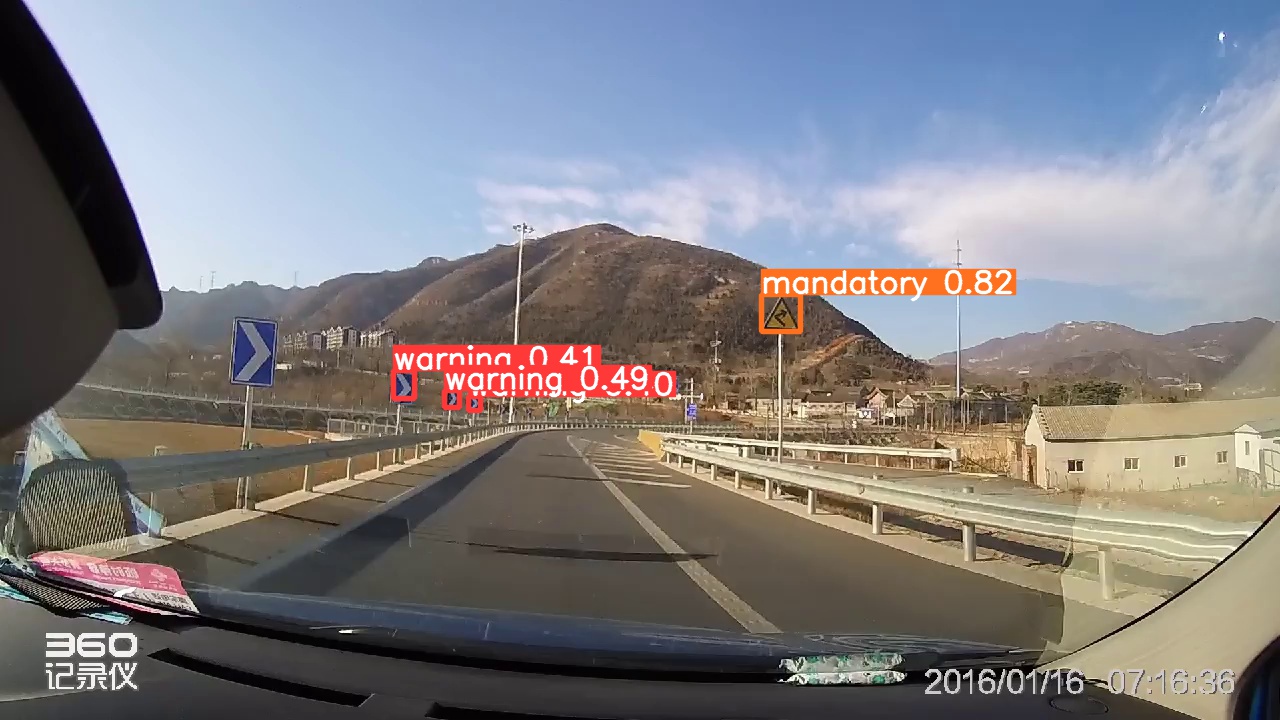 mandatory 0.82
warning 0.41
warning 0.49
360
记录仪
2016/01/16 07:16:36